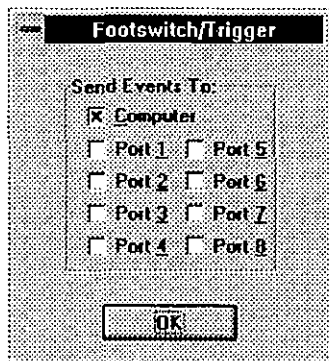 Footswitch/Trigger
Send Events To:
Computer
Port 1 Port 5
Port 2 Port 6
Port 3 Port 7
Port 4 Port 8
OK